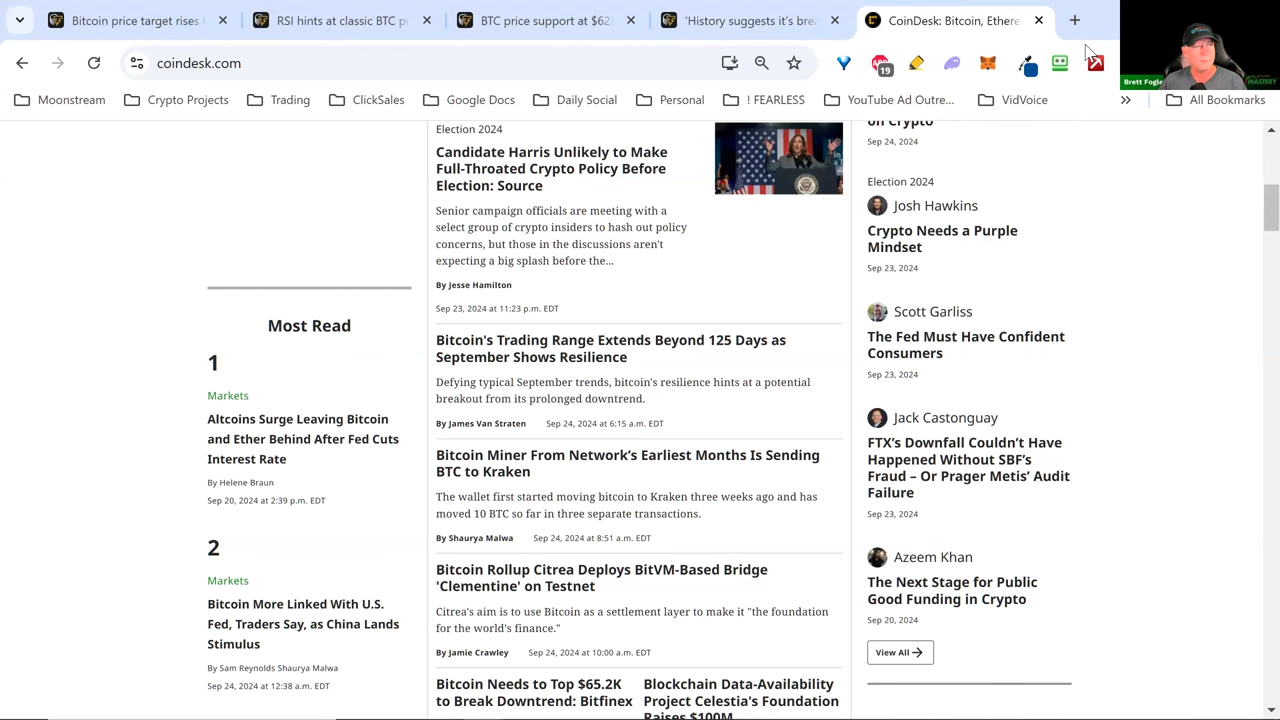 Bitcoin price target rises
RSI hints at classic BTC p
BTC price support at $62
'History suggests it's bre
CoinDesk: Bitcoin, Ethere
coindesk.com
19
Brett Fogle
MASTERY
Moonstream
Crypto Projects
Trading
ClickSales
Google Docs
Daily Social
Personal
! FEARLESS
YouTube Ad Outre...
VidVoice
All Bookmarks
Most Read
1
Markets
Altcoins Surge Leaving Bitcoin
and Ether Behind After Fed Cuts
Interest Rate
By Helene Braun
Sep 20, 2024 at 2:39 p.m. EDT
2
Markets
Bitcoin More Linked With U.S.
Fed, Traders Say, as China Lands
Stimulus
By Sam Reynolds Shaurya Malwa
Sep 24, 2024 at 12:38 a.m. EDT
Election 2024
Candidate Harris Unlikely to Make
Full-Throated Crypto Policy Before
Election: Source
Senior campaign officials are meeting with a
select group of crypto insiders to hash out policy
concerns, but those in the discussions aren't
expecting a big splash before the...
By Jesse Hamilton
Sep 23, 2024 at 11:23 p.m. EDT
Bitcoin's Trading Range Extends Beyond 125 Days as
September Shows Resilience
Defying typical September trends, bitcoin's resilience hints at a potential
breakout from its prolonged downtrend.
By James Van Straten Sep 24, 2024 at 6:15 a.m. EDT
Bitcoin Miner From Network's Earliest Months Is Sending
BTC to Kraken
The wallet first started moving bitcoin to Kraken three weeks ago and has
moved 10 BTC so far in three separate transactions.
By Shaurya Malwa Sep 24, 2024 at 8:51 a.m. EDT
Bitcoin Rollup Citrea Deploys BitVM-Based Bridge
'Clementine' on Testnet
Citrea's aim is to use Bitcoin as a settlement layer to make it "the foundation
for the world's finance."
By Jamie Crawley Sep 24, 2024 at 10:00 a.m. EDT
Bitcoin Needs to Top $65.2K
to Break Downtrend: Bitfinex
Blockchain Data-Availability
Project Celestia's Foundation
Raises $100M
on Crypto
Sep 24, 2024
Election 2024
Josh Hawkins
Crypto Needs a Purple
Mindset
Sep 23, 2024
Scott Garliss
The Fed Must Have Confident
Consumers
Sep 23, 2024
Jack Castonguay
FTX's Downfall Couldn't Have
Happened Without SBF's
Fraud – Or Prager Metis' Audit
Failure
Sep 23, 2024
Azeem Khan
The Next Stage for Public
Good Funding in Crypto
Sep 20, 2024
View All